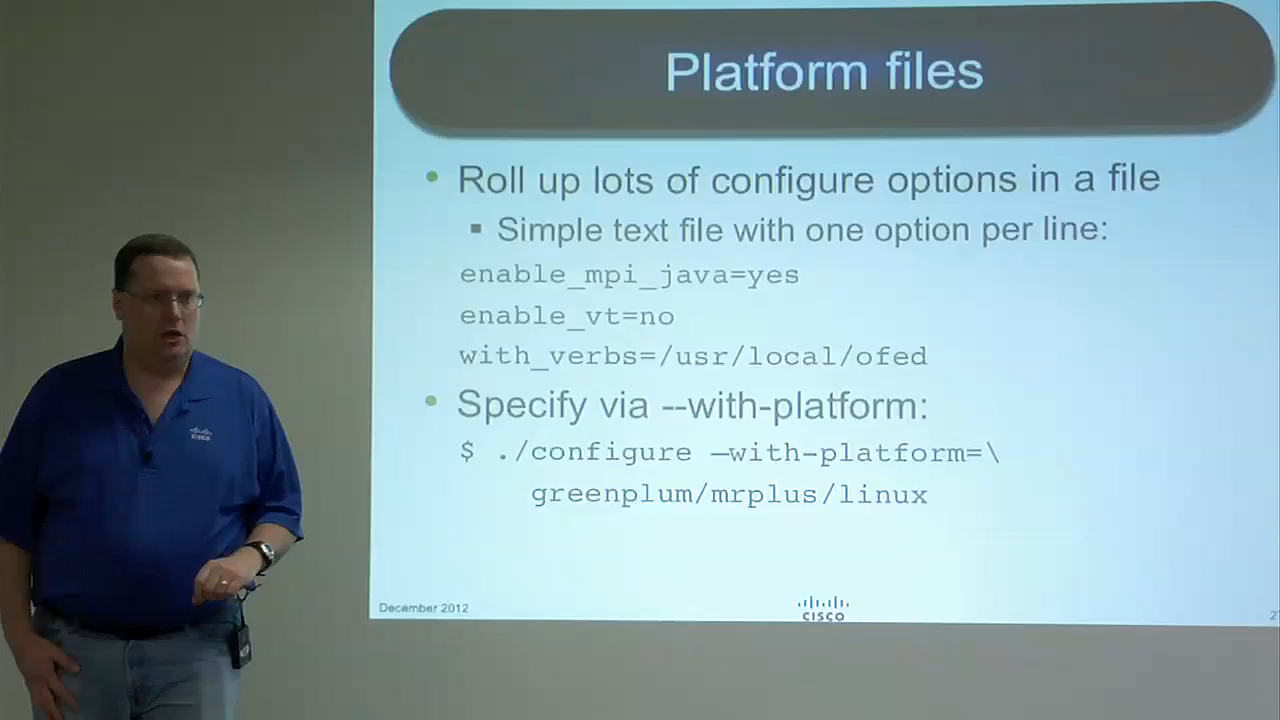 Platform files
• Roll up lots of configure options in a file
▪ Simple text file with one option per line:
enable_mpi_java=yes
enable_vt=no
with_verbs=/usr/local/ofed
• Specify via --with-platform:
$ ./configure –with-platform=\
greenplum/mrplus/linux
CISCO
December 2012
CISCO